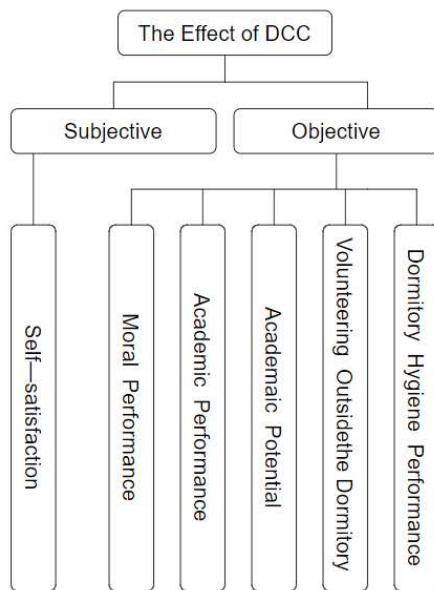 The Effect of DCC
Subjective
Objective
Self—satisfaction
Moral Performance
Academic Performance
Academaic Potential
Volunteering Outsidethe Dormitory
Dormitory Hygiene Performance